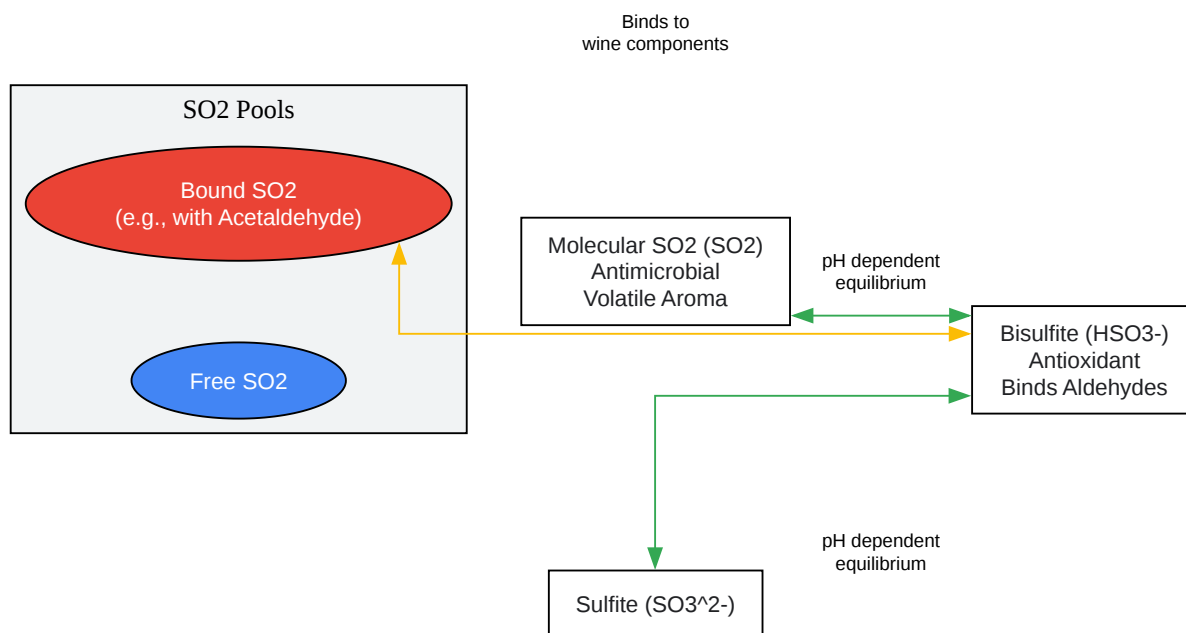 Binds to
wine components
SO2 Pools
Bound SO2
(e.g., with Acetaldehyde)
Free SO2
Molecular SO2 (SO2)
Antimicrobial
Volatile Aroma
pH dependent
equilibrium
Bisulfite (HSO3-)
Antioxidant
Binds Aldehydes
pH dependent
equilibrium
Sulfite (SO3^2-)